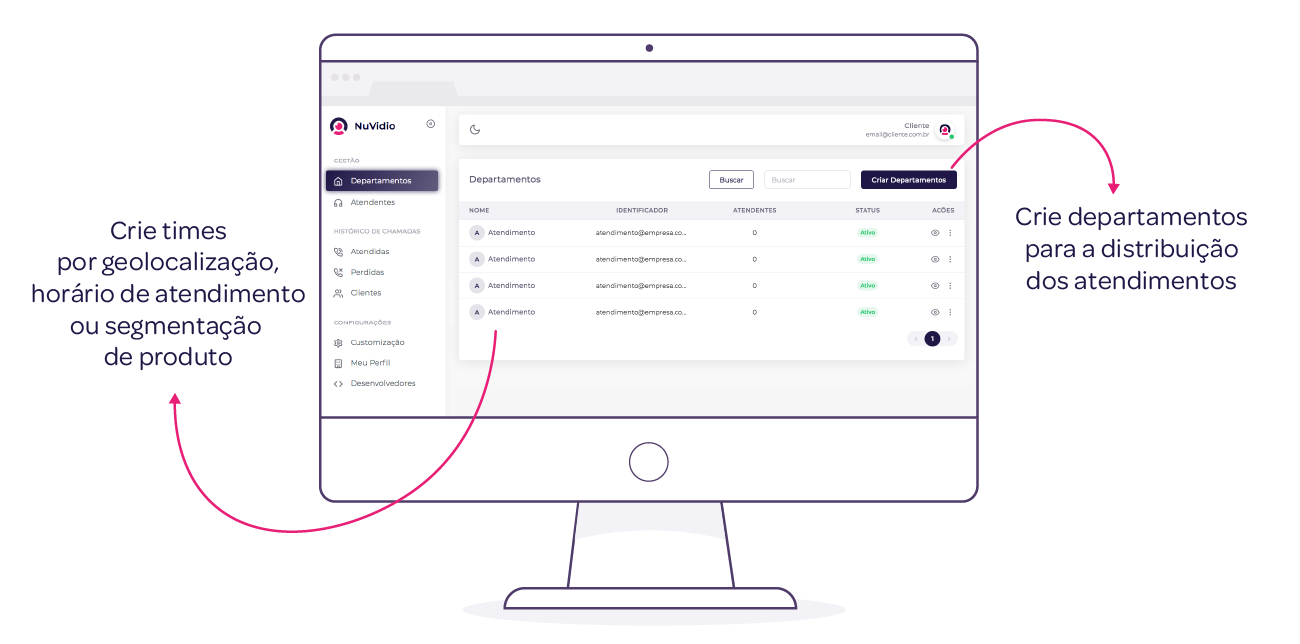 NuVidio
Cliente
email@cliente.com.br
GESTÃO
Departamentos
Atendentes
HISTÓRICO DE CHAMADAS
Atendidas
Perdidas
Clientes
CONFIGURAÇÕES
Customização
Meu Perfil
Desenvolvedores
Departamentos
Buscar
Buscar
Criar Departamentos
NOME IDENTIFICADOR ATENDENTES STATUS ACÕES
A Atendimento atendimento@empresa.co... 0 Ativo
A Atendimento atendimento@empresa.co... 0 Ativo
A Atendimento atendimento@empresa.co... 0 Ativo
A Atendimento atendimento@empresa.co... 0 Ativo
1
Crie times
por geolocalização,
horário de atendimento
ou segmentação
de produto
Crie departamentos
para a distribuição
dos atendimentos